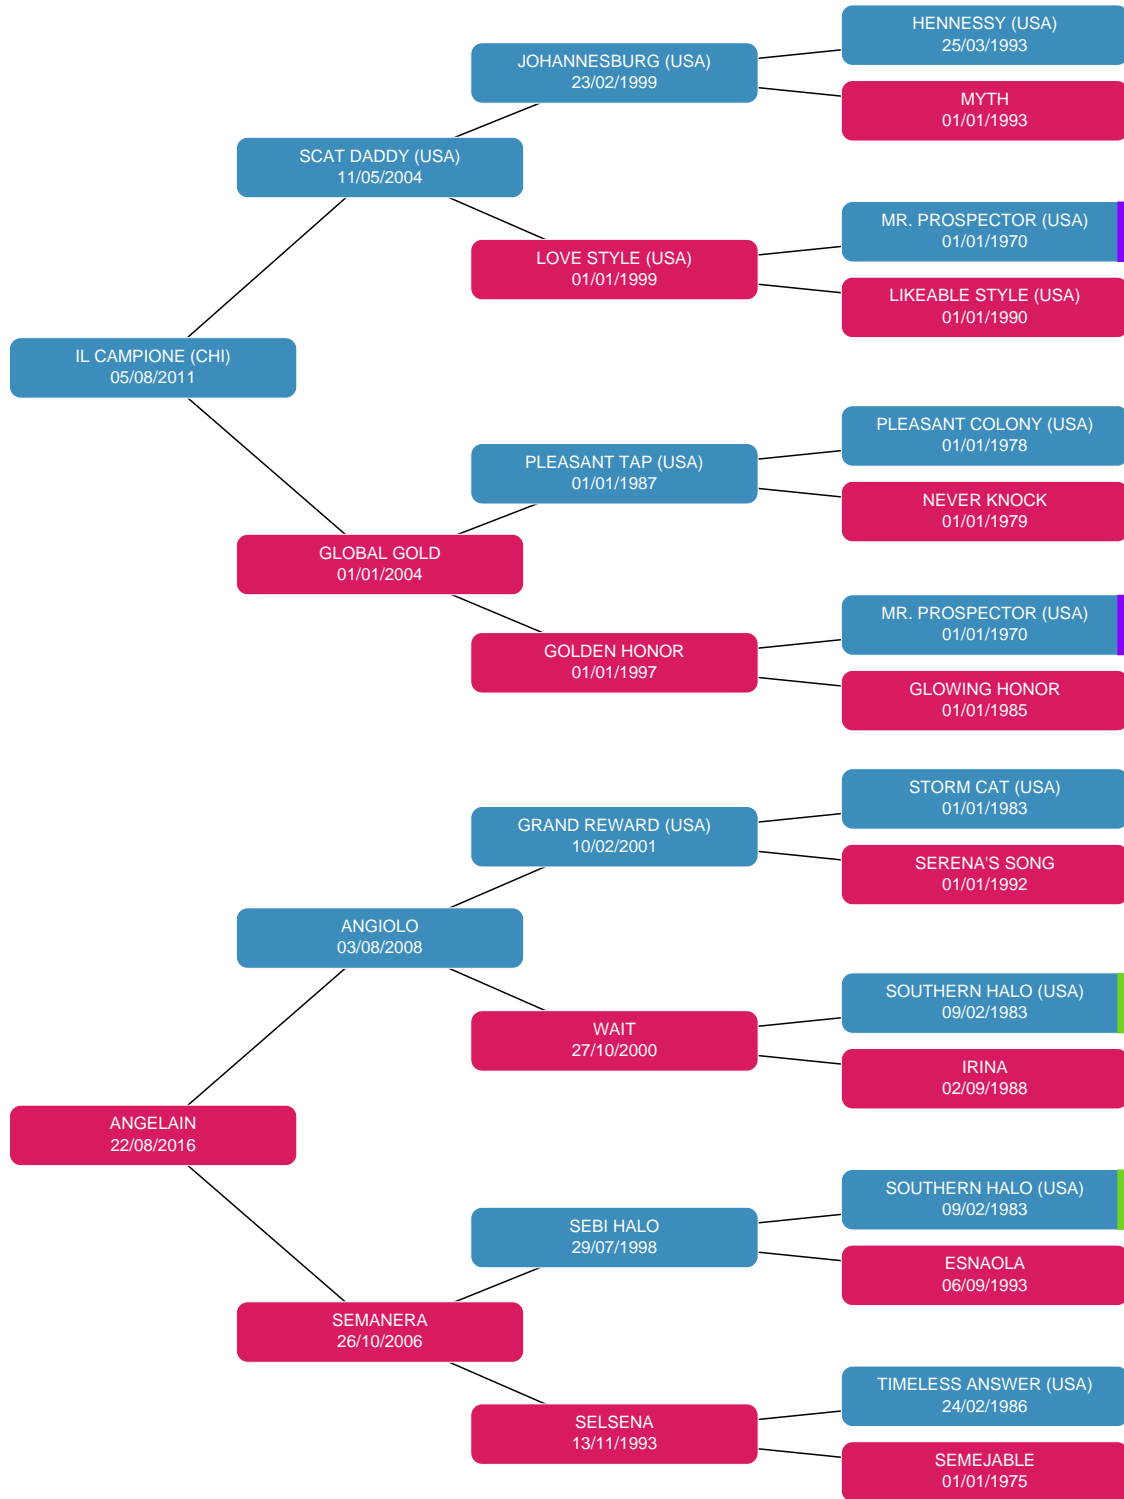 HENNESSY (USA)
25/03/1993
JOHANNESBURG (USA)
23/02/1999
MYTH
01/01/1993
SCAT DADDY (USA)
11/05/2004
MR. PROSPECTOR (USA)
01/01/1970
LOVE STYLE (USA)
01/01/1999
LIKEABLE STYLE (USA)
01/01/1990
IL CAMPIONE (CHI)
05/08/2011
PLEASANT COLONY (USA)
01/01/1978
PLEASANT TAP (USA)
01/01/1987
NEVER KNOCK
01/01/1979
GLOBAL GOLD
01/01/2004
MR. PROSPECTOR (USA)
01/01/1970
GOLDEN HONOR
01/01/1997
GLOWING HONOR
01/01/1985
STORM CAT (USA)
01/01/1983
GRAND REWARD (USA)
10/02/2001
SERENA'S SONG
01/01/1992
ANGIOLO
03/08/2008
SOUTHERN HALO (USA)
09/02/1983
WAIT
27/10/2000
IRINA
02/09/1988
ANGELAIN
22/08/2016
SOUTHERN HALO (USA)
09/02/1983
SEBI HALO
29/07/1998
ESNAOLA
06/09/1993
SEMANERA
26/10/2006
TIMELESS ANSWER (USA)
24/02/1986
SELSENA
13/11/1993
SEMEJABLE
01/01/1975